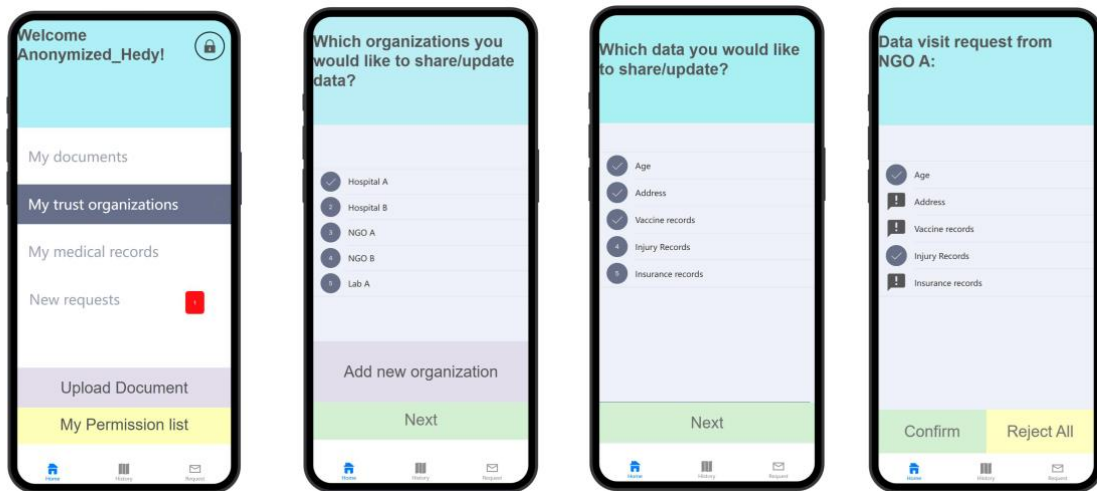 Welcome
Anonymized_Hedy!
My documents
My trust organizations
My medical records
New requests
1
Upload Document
My Permission list
Home
History
Request
Which organizations you
would like to share/update
data?
Hospital A
2
Hospital B
3
NGO A
4
NGO B
5
Lab A
Add new organization
Next
Home
History
Request
Which data you would like
to share/update?
Age
Address
Vaccine records
4
Injury Records
5
Insurance records
Next
Home
History
Request
Data visit request from
NGO A:
Age
Address
Vaccine records
Injury Records
Insurance records
Confirm
Reject All
Home
History
Request